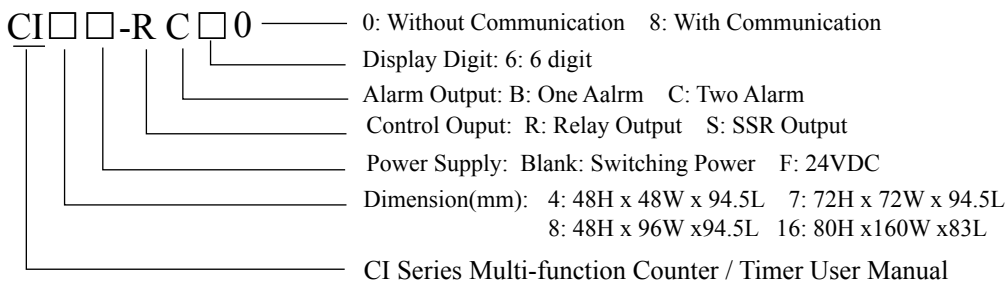 CI□□-R C□0
0: Without Communication 8: With Communication
Display Digit: 6: 6 digit
Alarm Output: B: One Aalrm C: Two Alarm
Control Ouput: R: Relay Output S: SSR Output
Power Supply: Blank: Switching Power F: 24VDC
Dimension(mm): 4: 48H x 48W x 94.5L 7: 72H x 72W x 94.5L
8: 48H x 96W x94.5L 16: 80H x160W x83L
CI Series Multi-function Counter / Timer User Manual